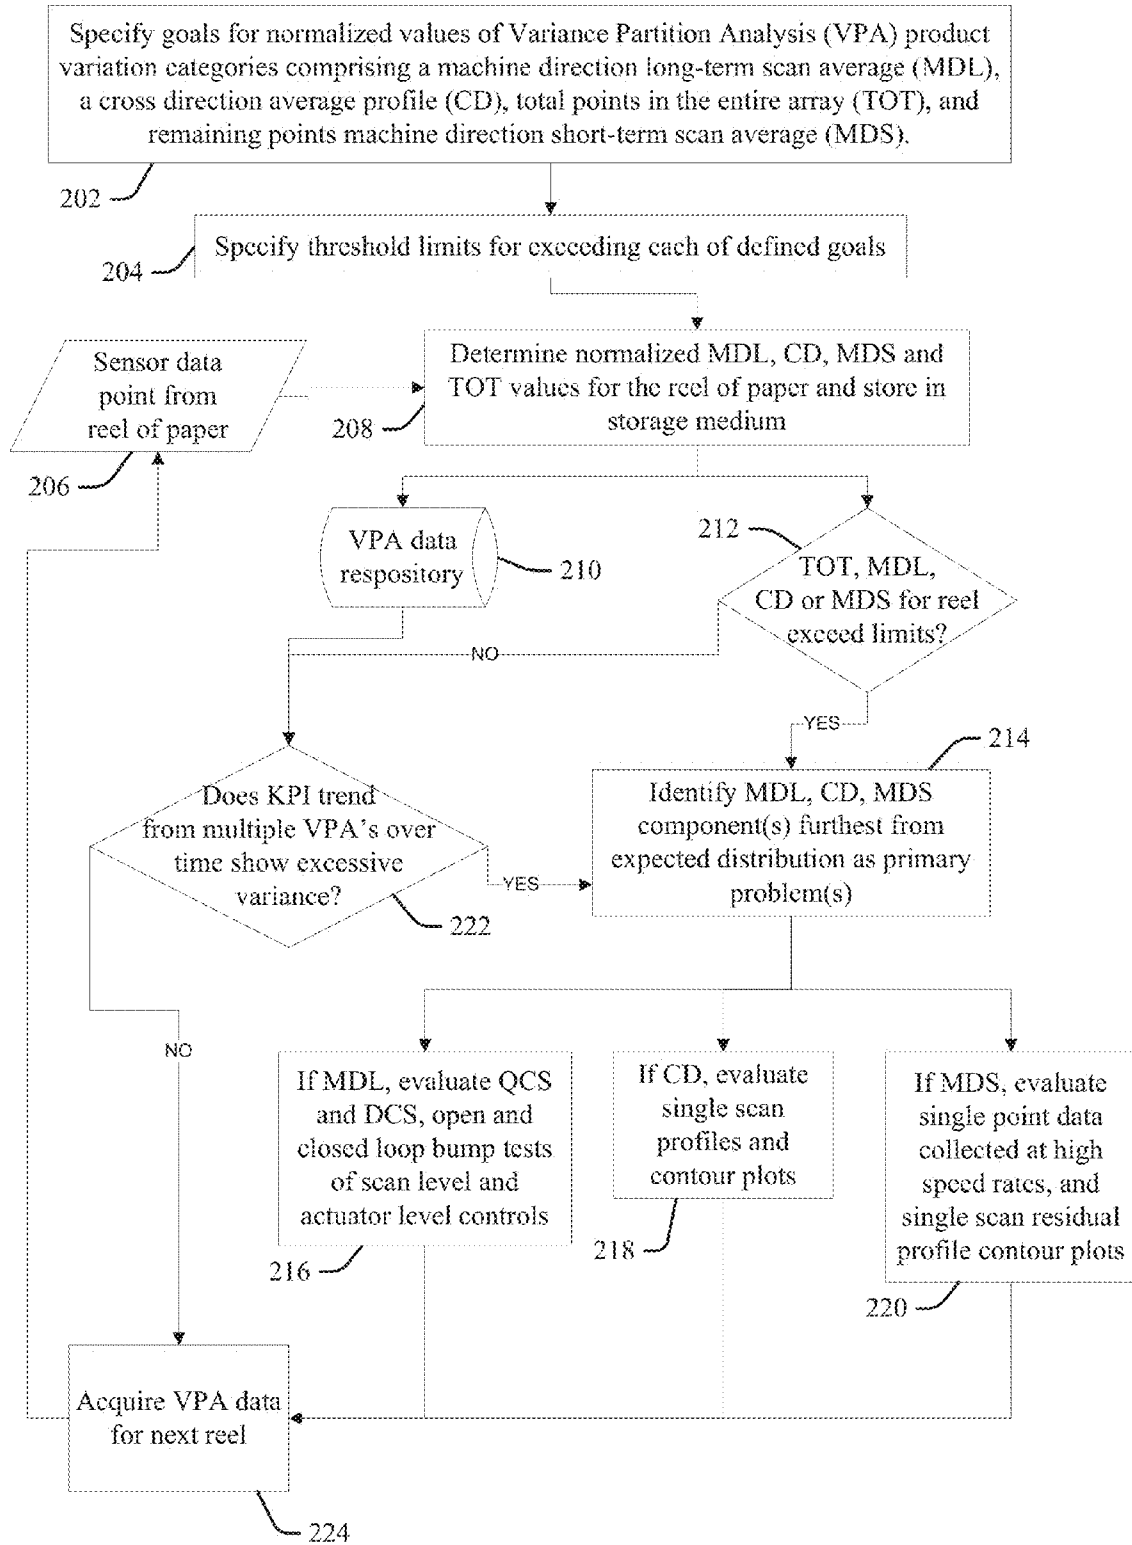 Specify goals for normalized values of Variance Partition Analysis (VPA) product
variation categories comprising a machine direction long-term scan average (MDL),
a cross direction average profile (CD), total points in the entire array (TOT), and
remaining points machine direction short-term scan average (MDS).
202
Specify threshold limits for exceeding each of defined goals
204
Sensor data
point from
reel of paper
206
Determine normalized MDL, CD, MDS and
TOT values for the reel of paper and store in
storage medium
208
VPA data
respository
210
212
TOT, MDL,
CD or MDS for reel
exceed limits?
NO
YES
214
Does KPI trend
from multiple VPA's over
time show excessive
variance?
222
YES
Identify MDL, CD, MDS
component(s) furthest from
expected distribution as primary
problem(s)
NO
If MDL, evaluate QCS
and DCS, open and
closed loop bump tests
of scan level and
actuator level controls
216
If CD, evaluate
single scan
profiles and
contour plots
218
If MDS, evaluate
single point data
collected at high
speed rates, and
single scan residual
profile contour plots
220
Acquire VPA data
for next reel
224